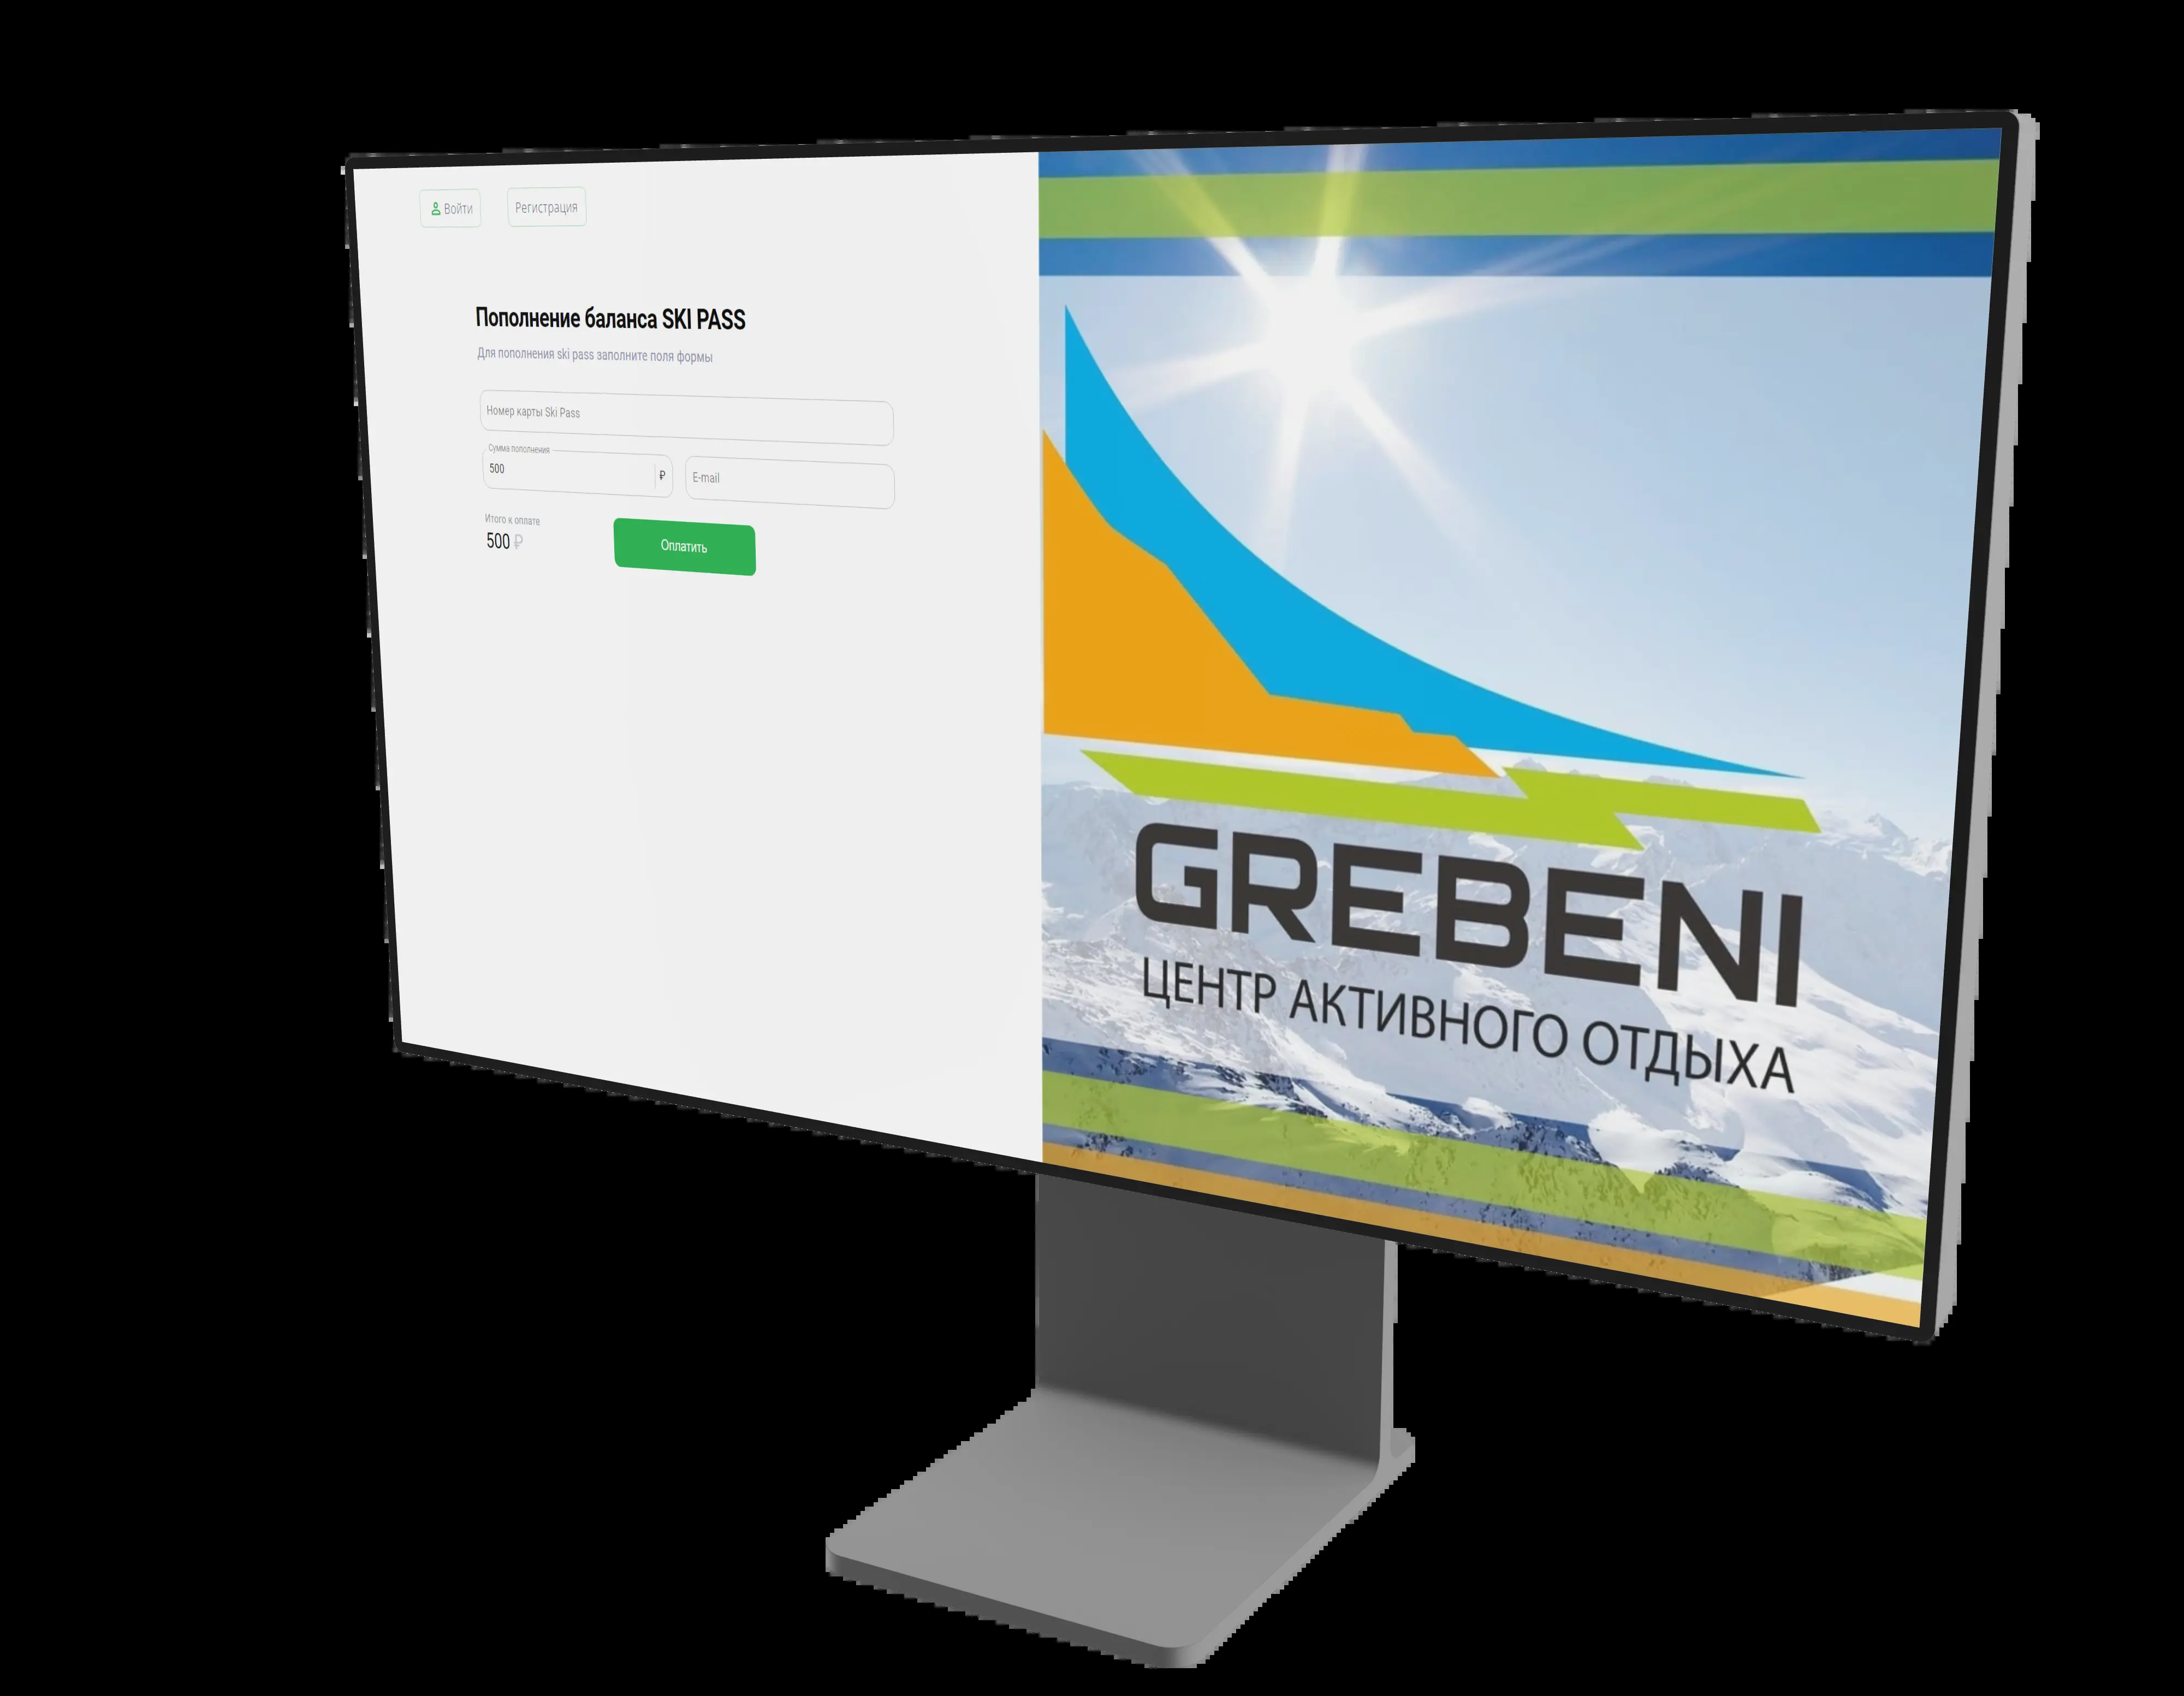 Войти
Регистрация
Пополнение баланса SKI PASS
Для пополнения ski pass заполните поля формы
Номер карты Ski Pass
Сумма пополнения
500 ₽
E-mail
Итого к оплате
500 ₽
Оплатить
GREBENI
ЦЕНТР АКТИВНОГО ОТДЫХА